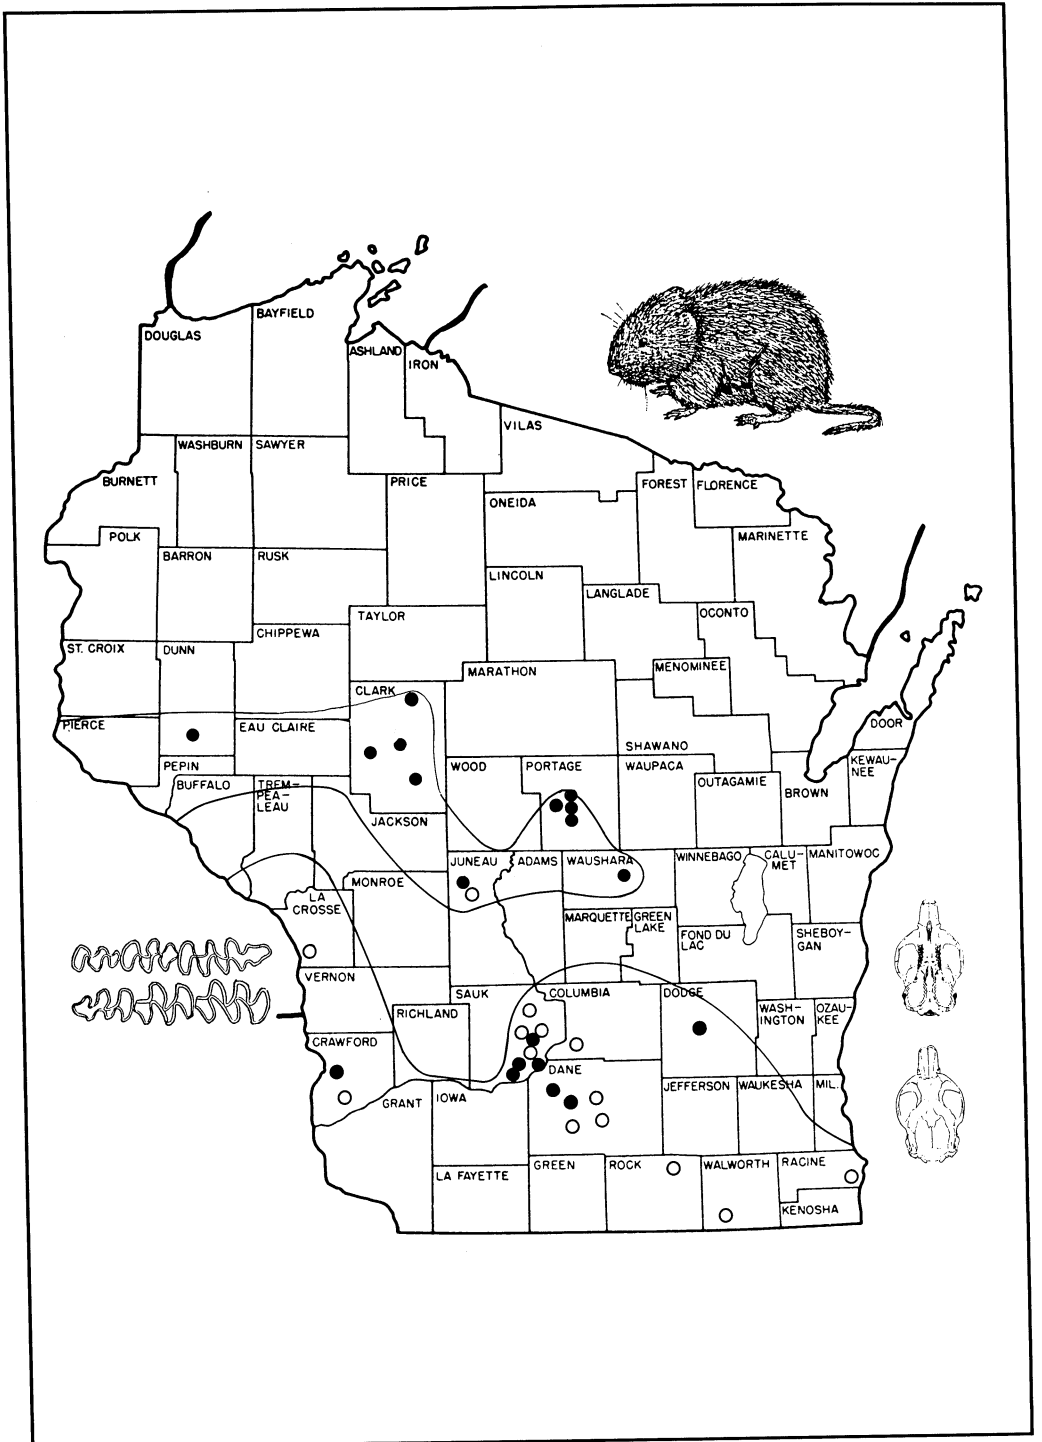 BAYFIELD
DOUGLAS
ASHLAND
IRON
VILAS
WASHBURN
SAWYER
BURNETT
PRICE
FOREST
FLORENCE
ONEIDA
POLK
MARINETTE
BARRON
RUSK
LINCOLN
LANGLADE
TAYLOR
OCONTO
CHIPPEWA
ST. CROIX
DUNN
MENOMINEE
MARATHON
CLARK
PIERCE
EAU CLAIRE
DOOR
SHAWANO
PEPIN
WOOD
PORTAGE
WAUPACA
KEWAU-
NEE
BUFFALO
TREM-
PEA-
LEAU
OUTAGAMIE
BROWN
JACKSON
JUNEAU
ADAMS
WAUSHARA
WINNEBAGO
CALU-
MET
MANITOWOC
MONROE
LA
CROSSE
MARQUETTE
GREEN
LAKE
FOND DU
LAC
SHEBOY-
GAN
VERNON
SAUK
COLUMBIA
DODGE
RICHLAND
WASH-
INGTON
OZAU-
KEE
CRAWFORD
DANE
JEFFERSON
WAUKESHA
MIL.
GRANT
IOWA
LA FAYETTE
GREEN
ROCK
WALWORTH
RACINE
KENOSHA